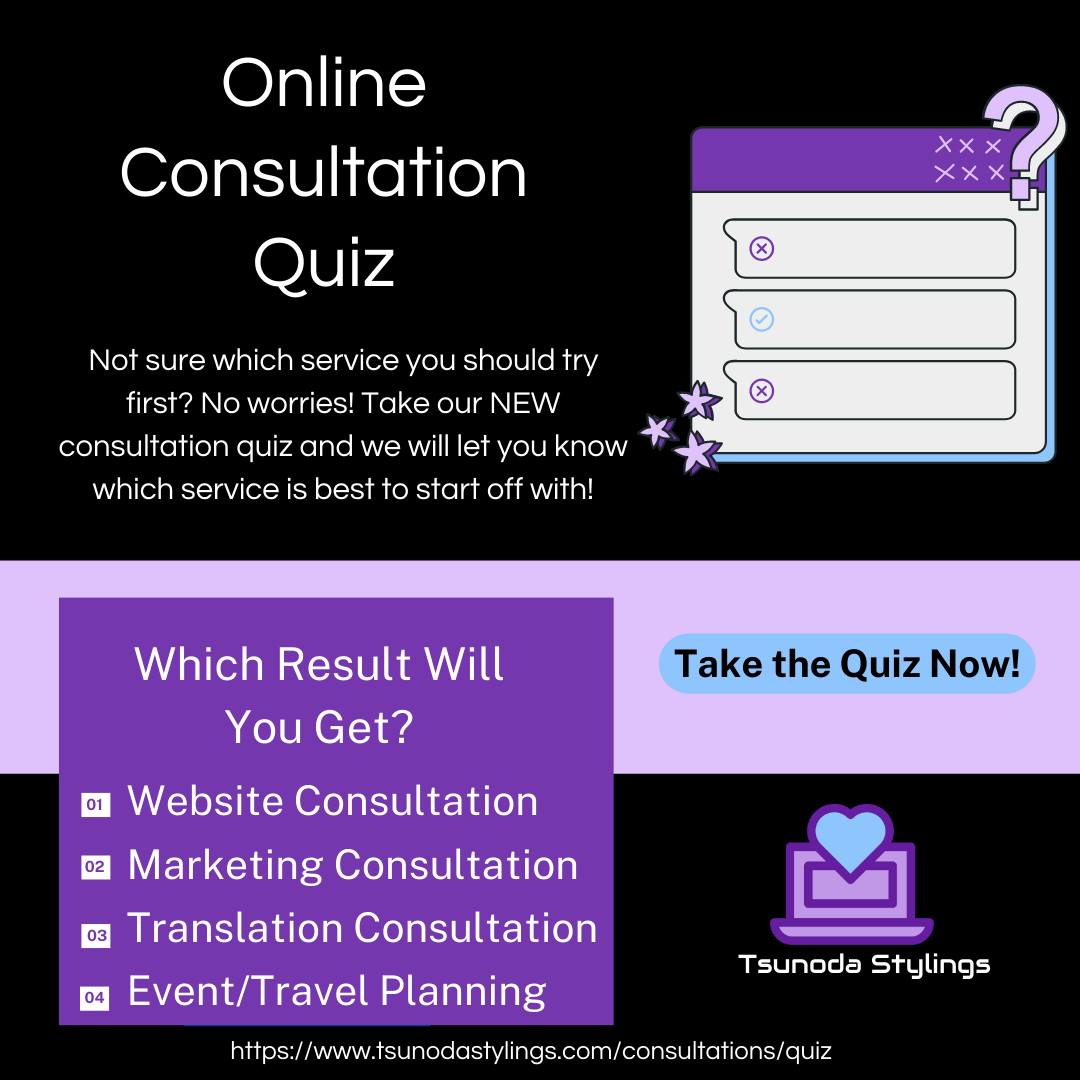 Online
Consultation
Quiz
Not sure which service you should try
first? No worries! Take our NEW
consultation quiz and we will let you know
which service is best to start off with!
Which Result Will
You Get?
01 Website Consultation
02 Marketing Consultation
03 Translation Consultation
04 Event/Travel Planning
Take the Quiz Now!
Tsunoda Stylings
https://www.tsunodastylings.com/consultations/quiz